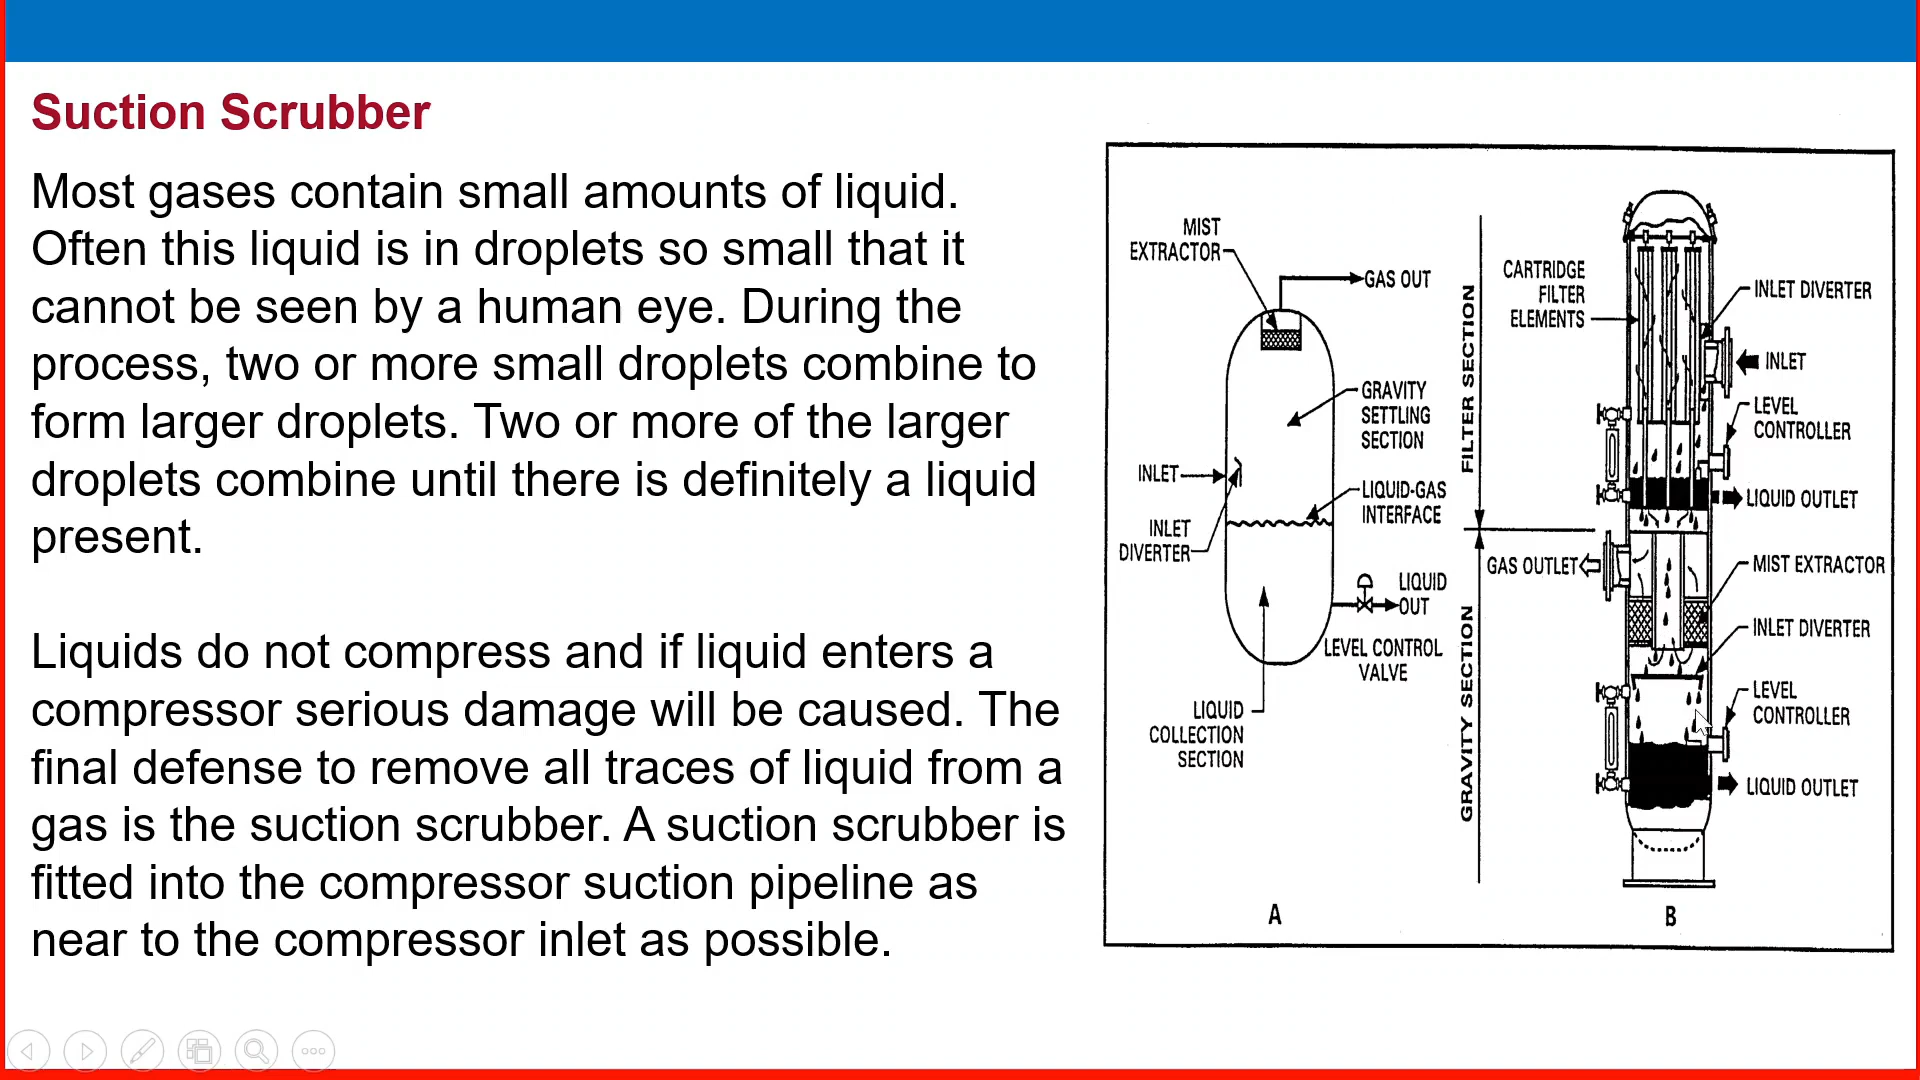 Suction Scrubber
Most gases contain small amounts of liquid.
Often this liquid is in droplets so small that it
cannot be seen by a human eye. During the
process, two or more small droplets combine to
form larger droplets. Two or more of the larger
droplets combine until there is definitely a liquid
present.
Liquids do not compress and if liquid enters a
compressor serious damage will be caused. The
final defense to remove all traces of liquid from a
gas is the suction scrubber. A suction scrubber is
fitted into the compressor suction pipeline as
near to the compressor inlet as possible.
MIST
EXTRACTOR
GAS OUT
GRAVITY
SETTLING
SECTION
INLET
LIQUID-GAS
INTERFACE
INLET
DIVERTER
LIQUID
OUT
LEVEL CONTROL
VALVE
LIQUID
COLLECTION
SECTION
A
FILTER SECTION
GRAVITY SECTION
CARTRIDGE
FILTER
ELEMENTS
INLET DIVERTER
INLET
LEVEL
CONTROLLER
LIQUID OUTLET
GAS OUTLET
MIST EXTRACTOR
INLET DIVERTER
LEVEL
CONTROLLER
LIQUID OUTLET
B